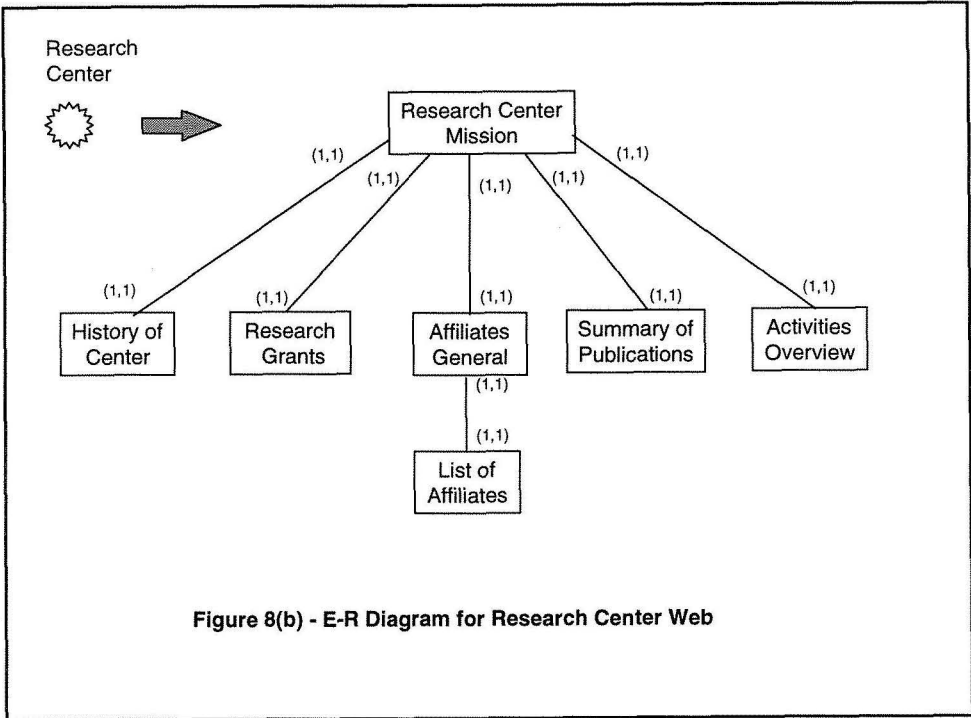 Research
Center
Research Center
Mission
(1,1)
(1,1)
(1,1)
(1,1)
(1,1)
(1,1)
(1,1)
(1,1)
(1,1)
(1,1)
History of
Center
Research
Grants
Affiliates
General
Summary of
Publications
Activities
Overview
(1,1)
(1,1)
List of
Affiliates
Figure 8(b) - E-R Diagram for Research Center Web